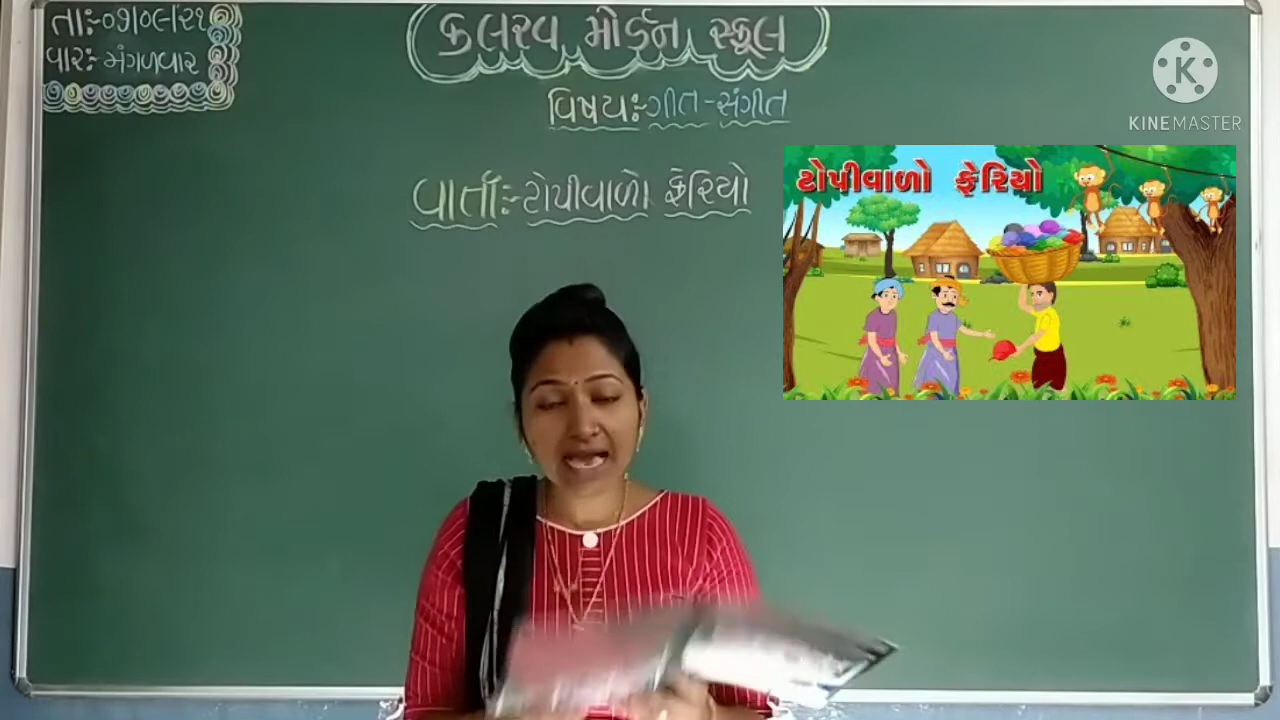 તાઃ-૦૭/૦૯/૨૧
વારઃ મંગળવાર
કલરવ મોર્ડન સ્કૂલ
વિષયઃ-ગીત-સંગીત
વાર્તાઃ-ટોપીવાળો ફેરિયો
K
KINEMASTER
ટોપીવાળો ફેરિયો